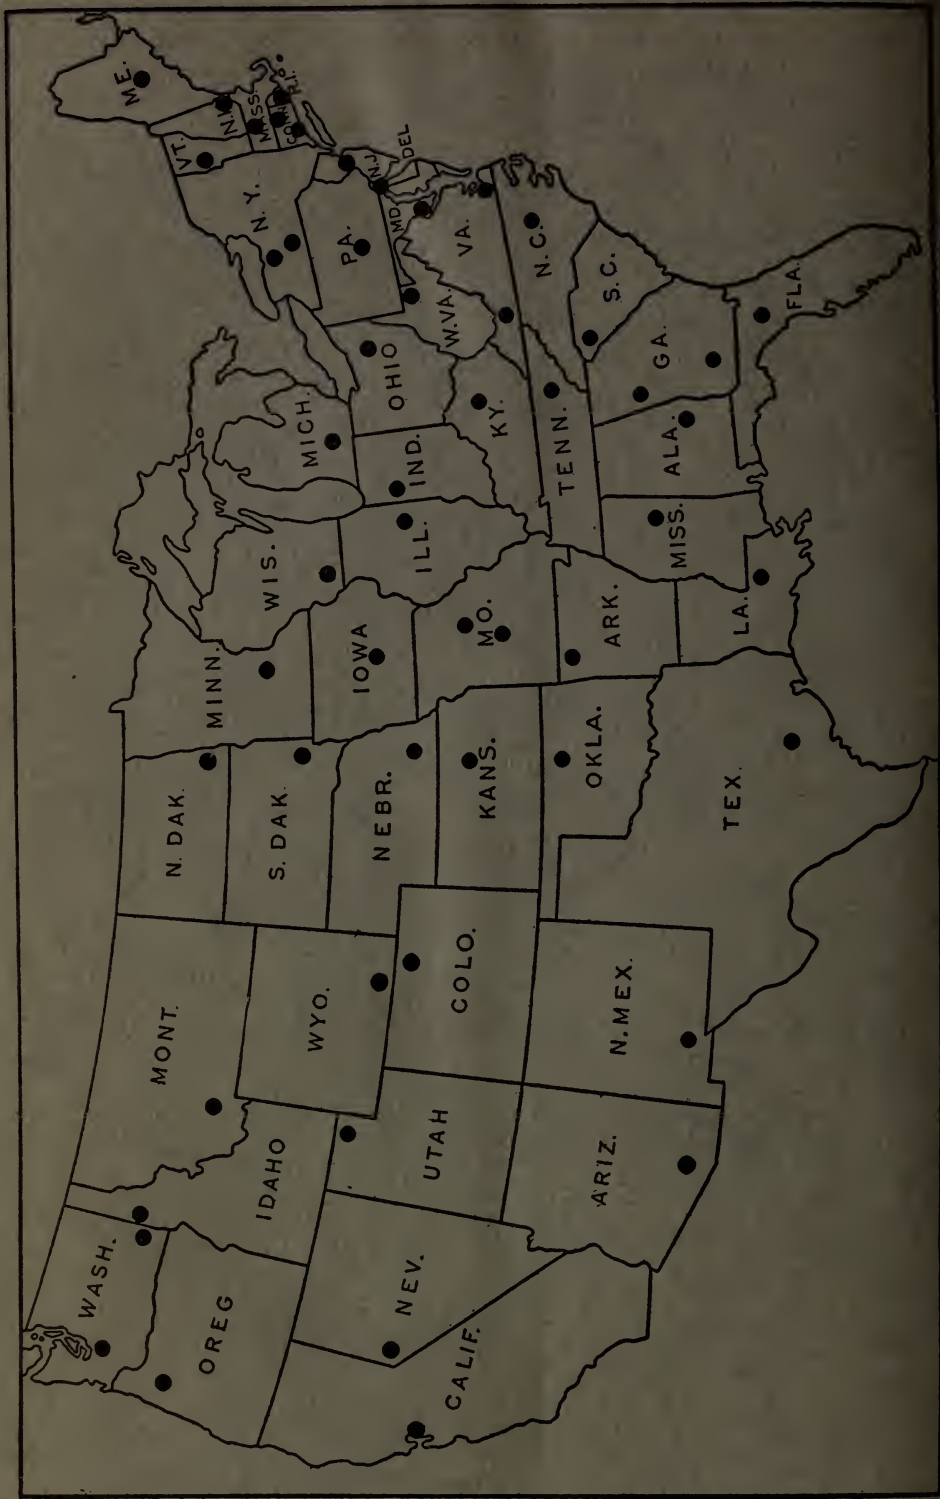 WASH.
OREG
CALIF.
NEV.
IDAHO
MONT.
WYO.
UTAH
ARIZ.
COLO.
N.MEX.
N. DAK.
S. DAK.
NEBR.
KANS.
OKLA.
TEX.
MINN.
IOWA
MO.
ARK.
LA.
WIS.
ILL.
MICH.
IND.
OHIO
KY.
TENN.
MISS.
ALA.
GA.
FLA.
S.C.
N.C.
VA.
W.VA.
MD.
DEL
PA.
N.J.
N.Y.
VT.
N.H.
ME.
MASS.
CONN.
R.I.